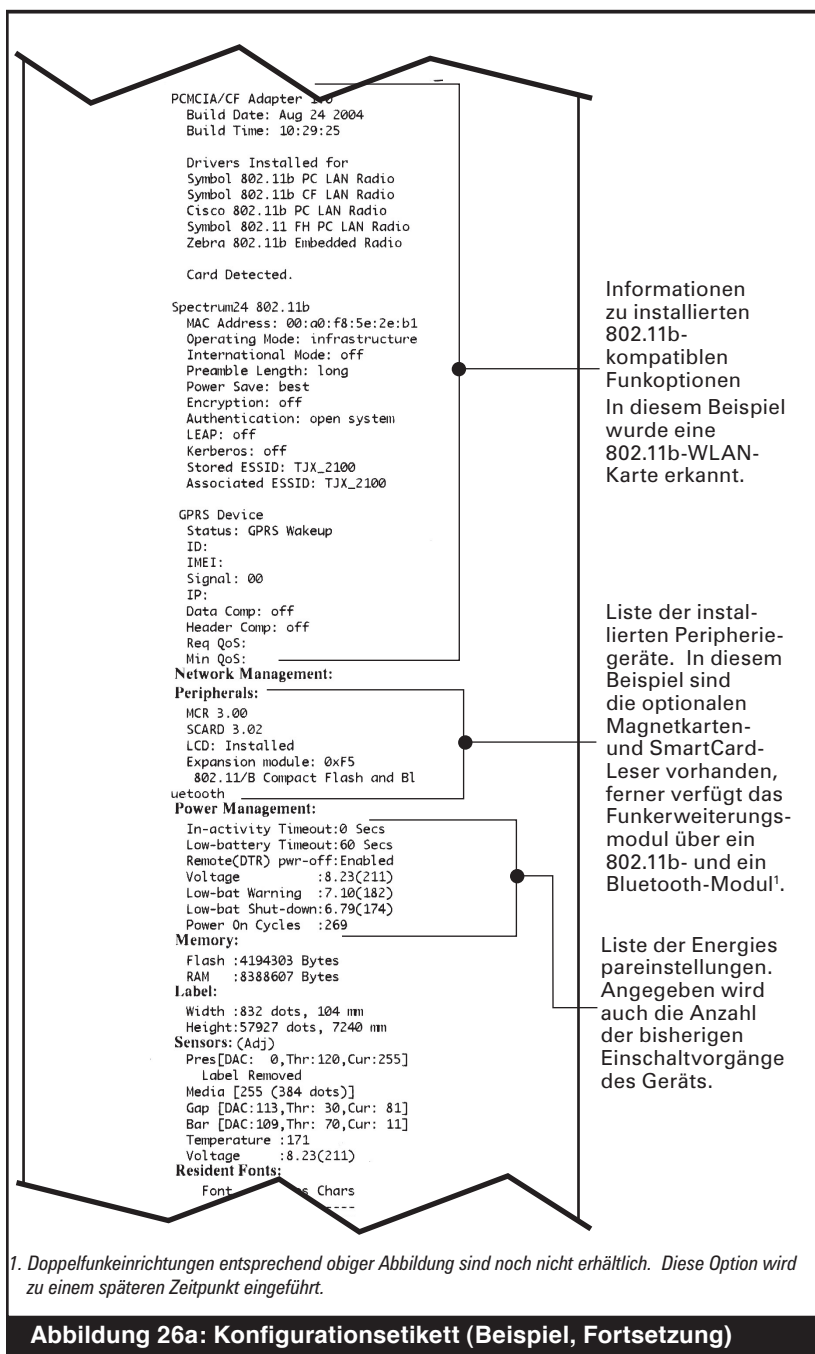 PCMCIA/CF Adapter
Build Date: Aug 24 2004
Build Time: 10:29:25
Drivers Installed for
Symbol 802.11b PC LAN Radio
Symbol 802.11b CF LAN Radio
Cisco 802.11b PC LAN Radio
Symbol 802.11 FH PC LAN Radio
Zebra 802.11b Embedded Radio
Card Detected.
Spectrum24 802.11b
MAC Address: 00:a0:f8:5e:2e:b1
Operating Mode: infrastructure
International Mode: off
Preamble Length: long
Power Save: best
Encryption: off
Authentication: open system
LEAP: off
Kerberos: off
Stored ESSID: TJX_2100
Associated ESSID: TJX_2100
GPRS Device
Status: GPRS Wakeup
ID:
IMEI:
Signal: 00
IP:
Data Comp: off
Header Comp: off
Req QoS:
Min QoS:
Network Management:
Peripherals:
MCR 3.00
SCARD 3.02
LCD: Installed
Expansion module: 0xF5
802.11/B Compact Flash and Bl
uetooth
Power Management:
In-activity Timeout:0 Secs
Low-battery Timeout:60 Secs
Remote(DTR) pwr-off:Enabled
Voltage :8.23(211)
Low-bat Warning :7.10(182)
Low-bat Shut-down:6.79(174)
Power On Cycles :269
Memory:
Flash :4194303 Bytes
RAM :8388607 Bytes
Label:
Width :832 dots, 104 mm
Height:57927 dots, 7240 mm
Sensors: (Adj)
Pres[DAC: 0,Thr:120,Cur:255]
Label Removed
Media [255 (384 dots)]
Gap [DAC:113,Thr: 30,Cur: 81]
Bar [DAC:109,Thr: 70,Cur: 11]
Temperature :171
Voltage :8.23(211)
Resident Fonts:
Font Chars
Informationen
zu installierten
802.11b-
kompatiblen
Funkoptionen
In diesem Beispiel
wurde eine
802.11b-WLAN-
Karte erkannt.
Liste der instal-
lierten Peripherie-
geräte. In diesem
Beispiel sind
die optionalen
Magnetkarten-
und SmartCard-
Leser vorhanden,
ferner verfügt das
Funkerweiterungs-
modul über ein
802.11b- und ein
Bluetooth-Modul¹.
Liste der Energies
pareinstellungen.
Angegeben wird
auch die Anzahl
der bisherigen
Einschaltvorgänge
des Geräts.
1. Doppelfunkeinrichtungen entsprechend obiger Abbildung sind noch nicht erhältlich. Diese Option wird
zu einem späteren Zeitpunkt eingeführt.
Abbildung 26a: Konfigurationsetikett (Beispiel, Fortsetzung)